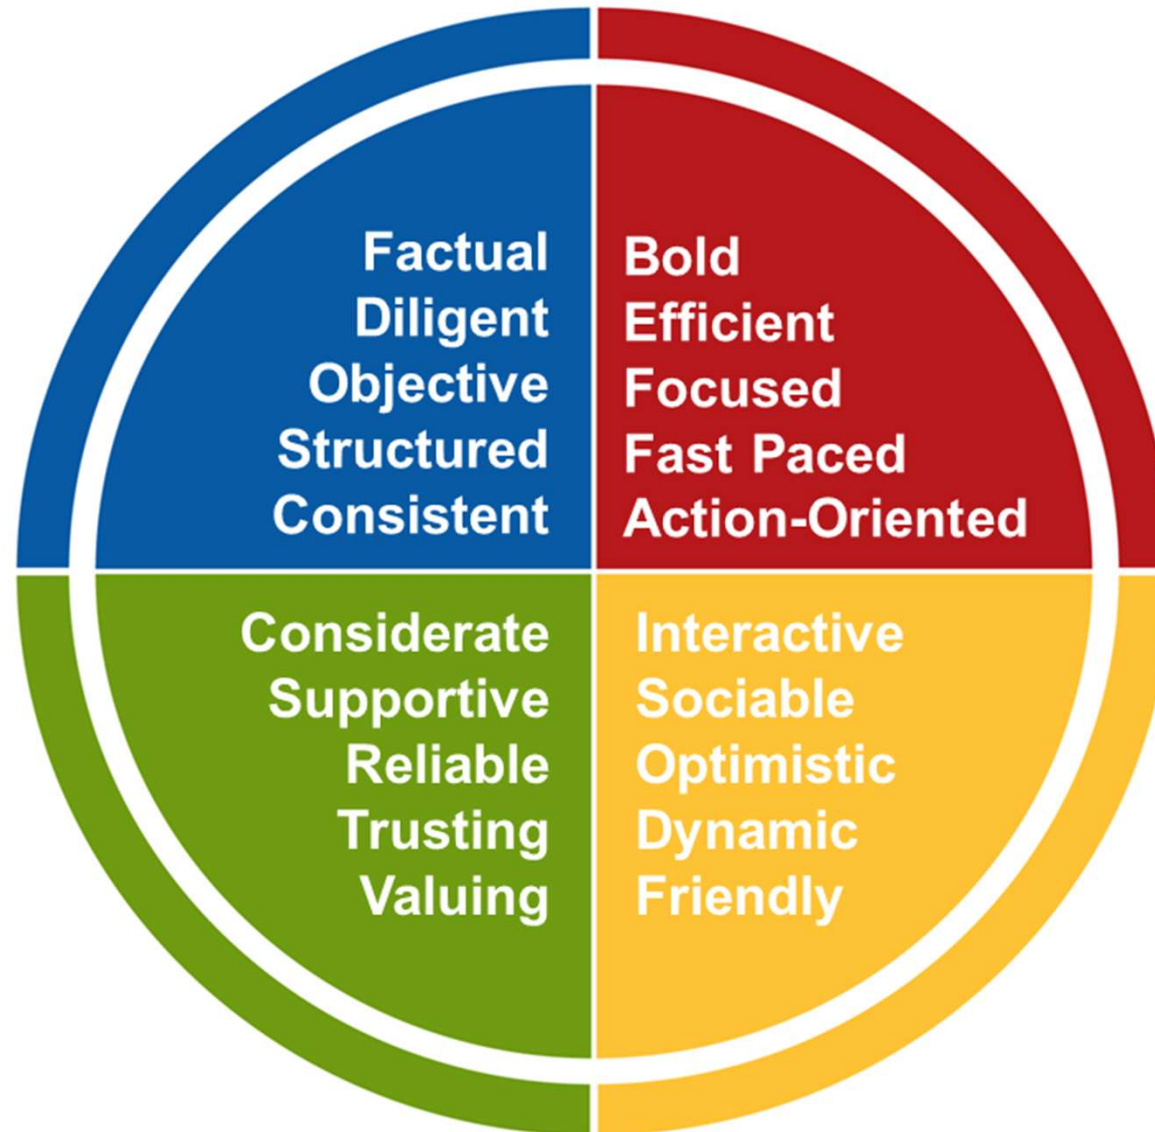 Factual
Diligent
Objective
Structured
Consistent
Bold
Efficient
Focused
Fast Paced
Action-Oriented
Considerate
Supportive
Reliable
Trusting
Valuing
Interactive
Sociable
Optimistic
Dynamic
Friendly